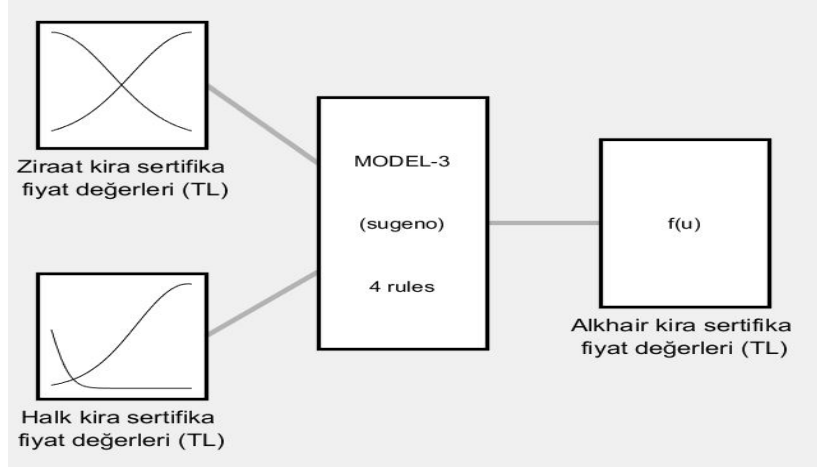 Ziraat kira sertifika
fiyat değerleri (TL)
MODEL-3
(sugeno)
4 rules
f(u)
Alkhair kira sertifika
fiyat değerleri (TL)
Halk kira sertifika
fiyat değerleri (TL)